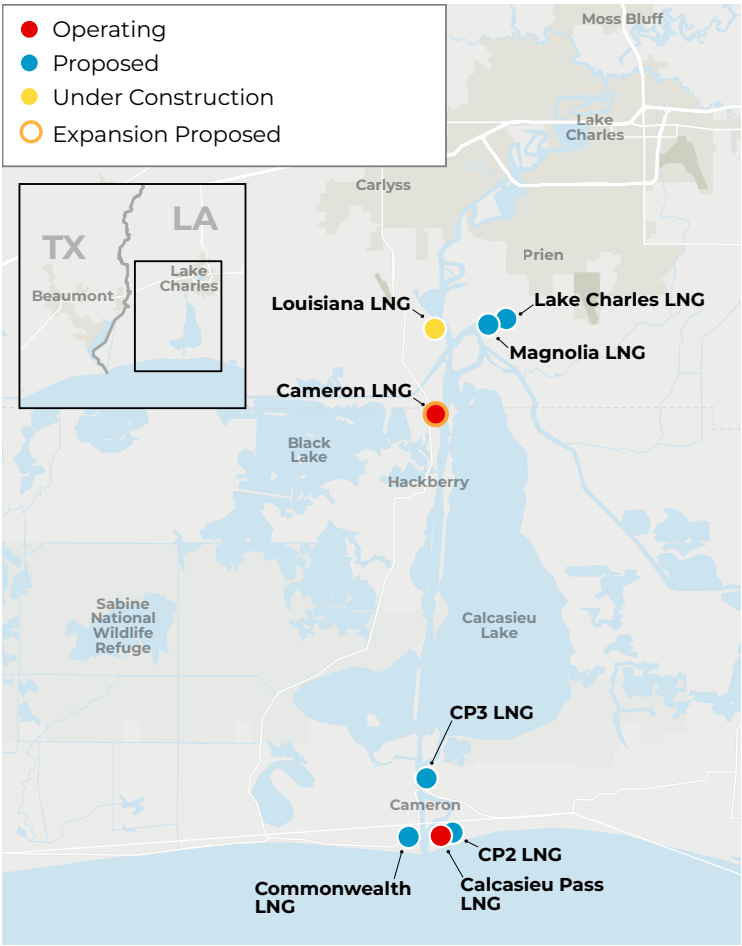 Operating
Proposed
Under Construction
Expansion Proposed
Moss Bluff
Lake
Charles
Carlyss
Prien
TX
LA
Beaumont
Lake
Charles
Louisiana LNG
Lake Charles LNG
Magnolia LNG
Cameron LNG
Black
Lake
Hackberry
Sabine
National
Wildlife
Refuge
Calcasieu
Lake
CP3 LNG
Cameron
CP2 LNG
Commonwealth
LNG
Calcasieu Pass
LNG